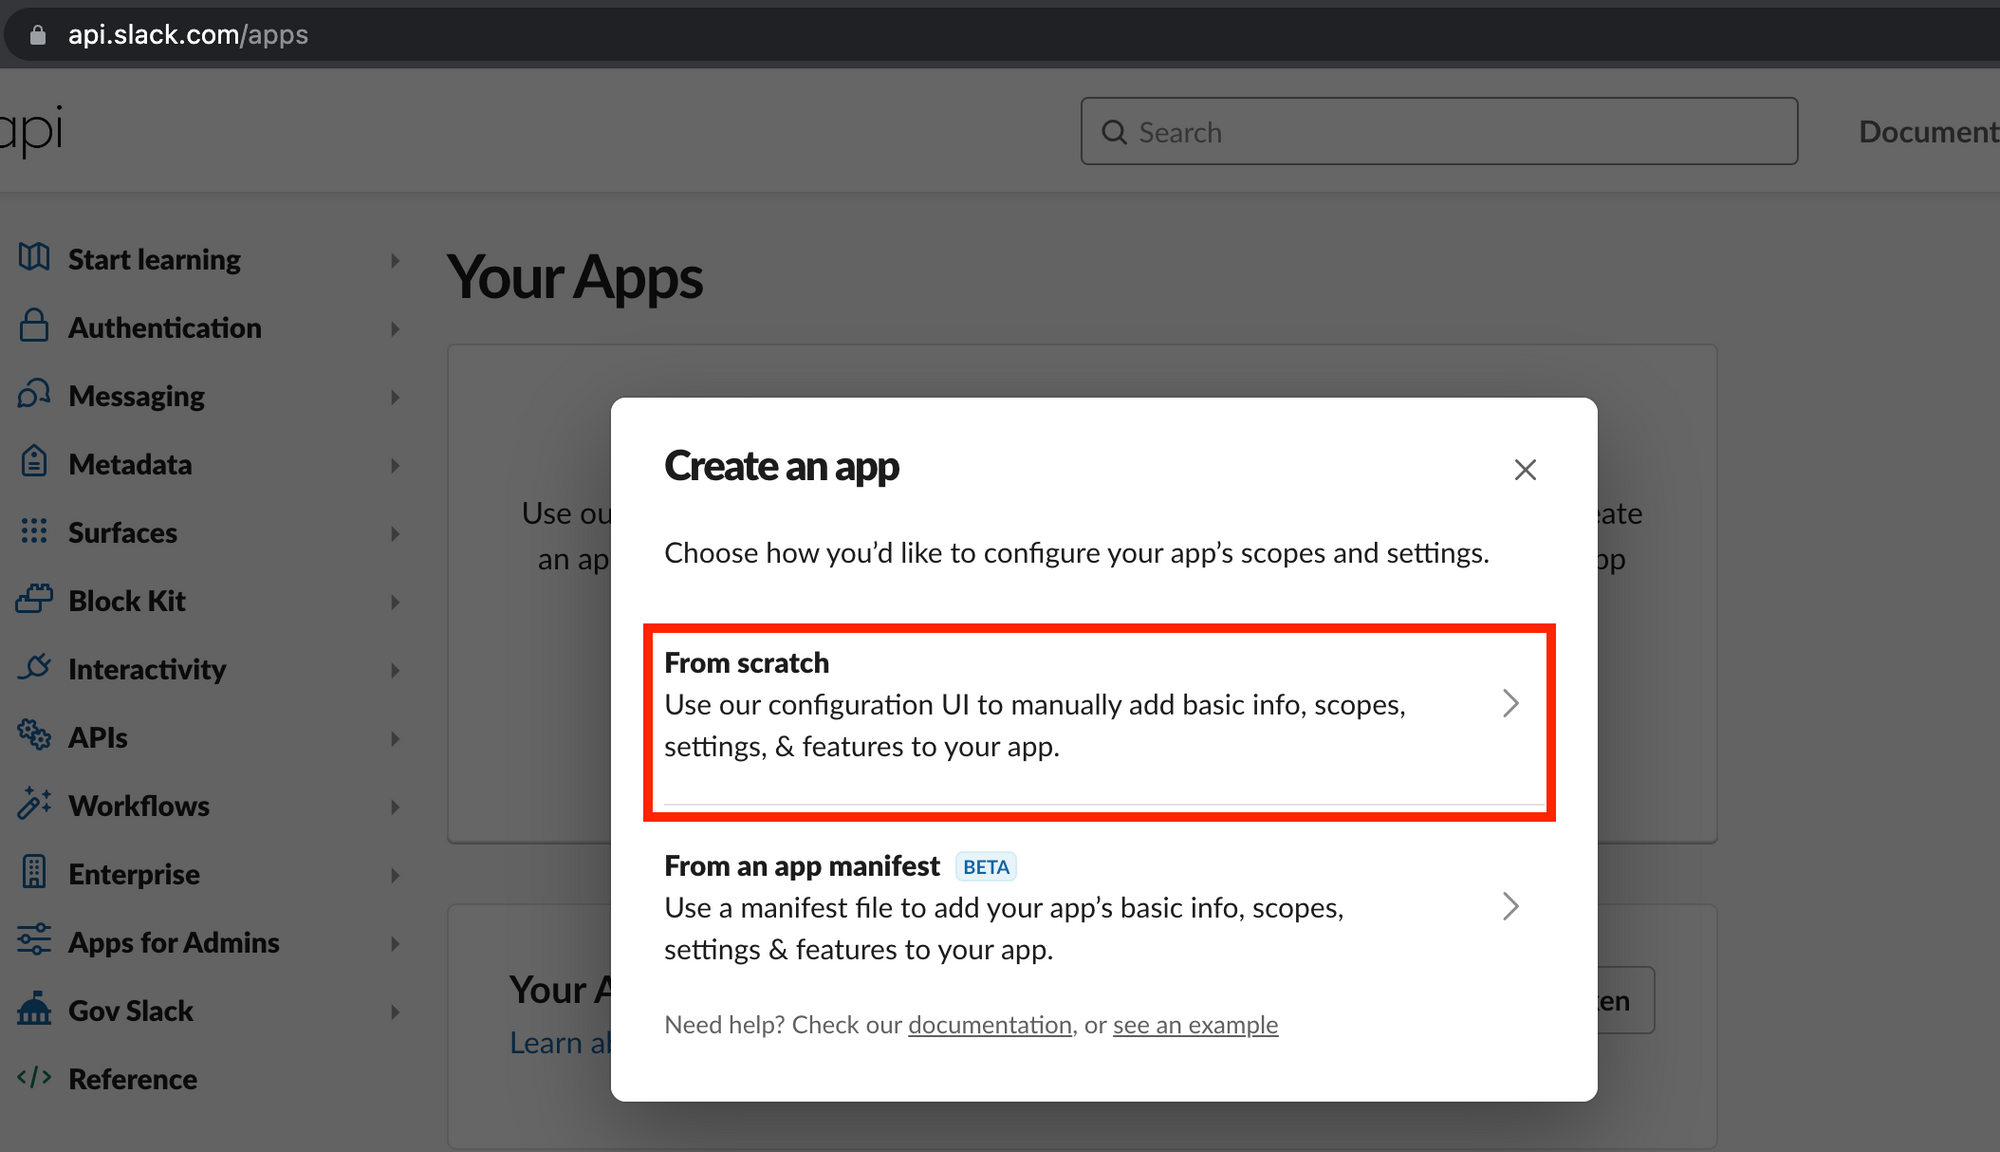 api.slack.com/apps
api
Search
Document
Start learning
Authentication
Messaging
Metadata
Surfaces
Block Kit
Interactivity
APIs
Workflows
Enterprise
Apps for Admins
Gov Slack
Reference
Your Apps
Use ou
an ap
eate
pp
Create an app
Choose how you’d like to configure your app’s scopes and settings.
From scratch
Use our configuration UI to manually add basic info, scopes,
settings, & features to your app.
From an app manifest BETA
Use a manifest file to add your app’s basic info, scopes,
settings & features to your app.
Need help? Check our documentation, or see an example
Your A
Learn ab
ken